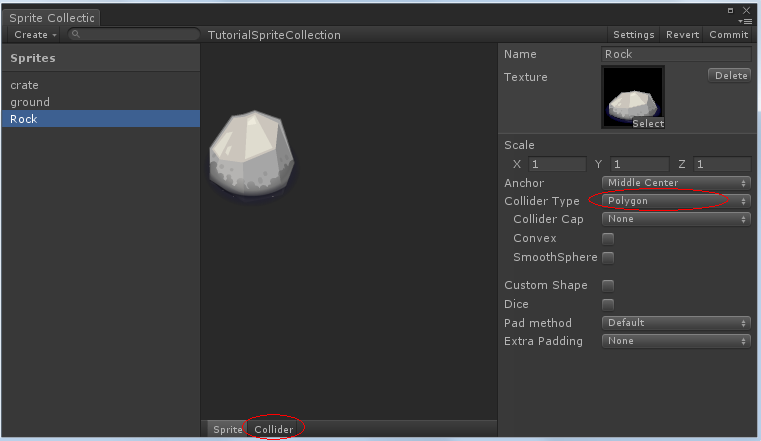 Sprite Collectic
Create
TutorialSpriteCollection
Settings Revert Commit
Sprites
crate
ground
Rock
Name Rock
Texture Delete
Select
Scale
X 1 Y 1 Z 1
Anchor Middle Center
Collider Type Polygon
Collider Cap None
Convex
SmoothSphere
Custom Shape
Dice
Pad method Default
Extra Padding None
Sprite Collider